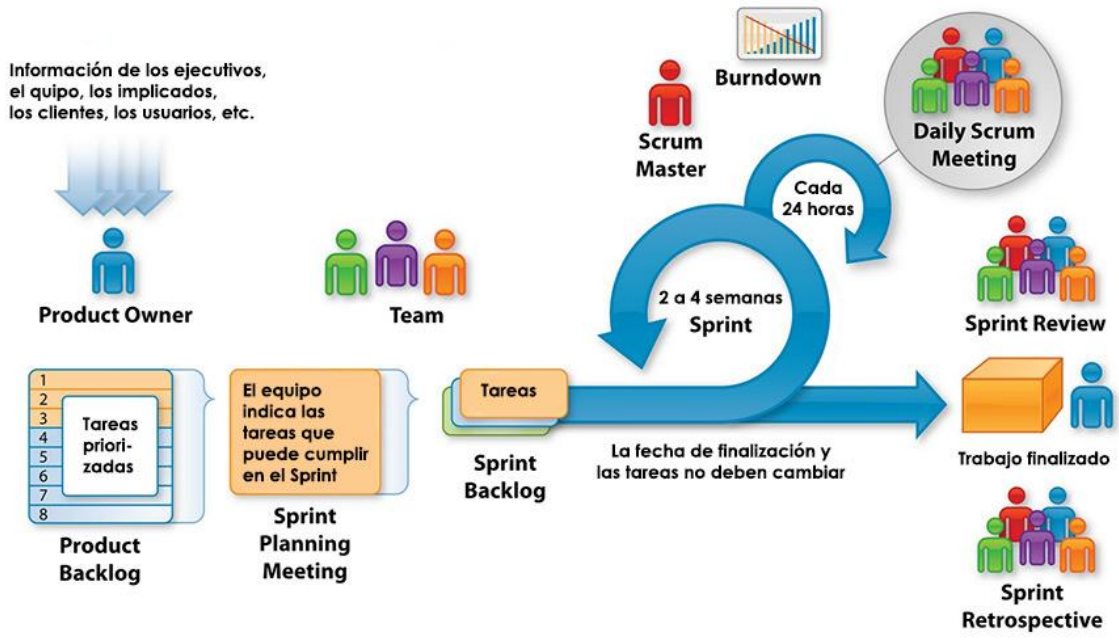 Información de los ejecutivos,
el quipo, los implicados,
los clientes, los usuarios, etc.
Product Owner
Team
Scrum
Master
Burndown
Daily Scrum
Meeting
Cada
24 horas
2 a 4 semanas
Sprint
Sprint Review
1
2
3
4
5
6
7
8
Tareas
priori-
zadas
Product
Backlog
El equipo
indica las
tareas que
puede cumplir
en el Sprint
Sprint
Planning
Meeting
Tareas
Sprint
Backlog
La fecha de finalización y
las tareas no deben cambiar
Trabajo finalizado
Sprint
Retrospective